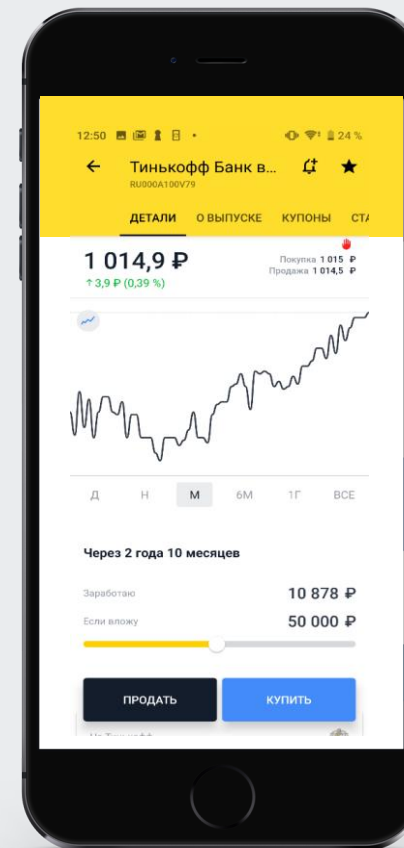 12:50 24 %
Тинькофф Банк в...
RU000A100V79
ДЕТАЛИ О ВЫПУСКЕ КУПОНЫ СТА
1 014,9 ₽ Покупка 1 015 ₽
↑ 3,9 ₽ (0,39 %) Продажа 1 014,5 ₽
Д Н М 6М 1Г ВСЕ
Через 2 года 10 месяцев
Заработаю 10 878 ₽
Если вложу 50 000 ₽
ПРОДАТЬ КУПИТЬ